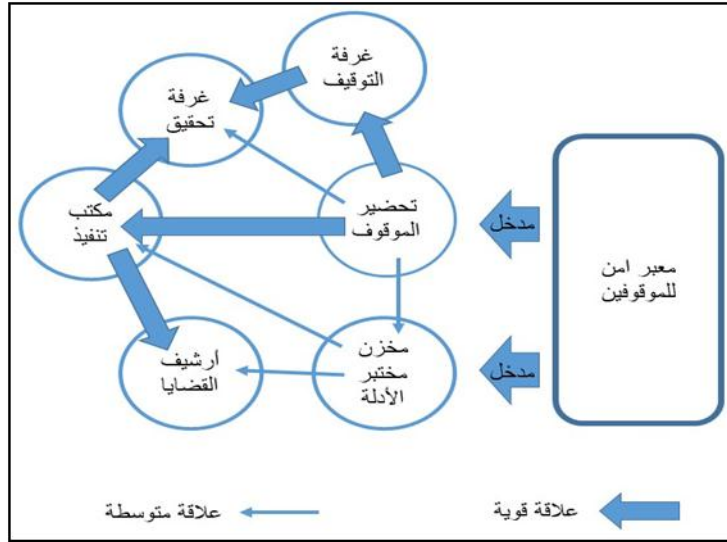 غرفة
التوقيف
غرفة
تحقيق
تحضير
الموقوف
مدخل
مكتب
تنفيذ
معبر امن
للموقوفين
مخزن
مختبر
الأدلة
مدخل
أرشيف
القضايا
علاقة قوية
علاقة متوسطة